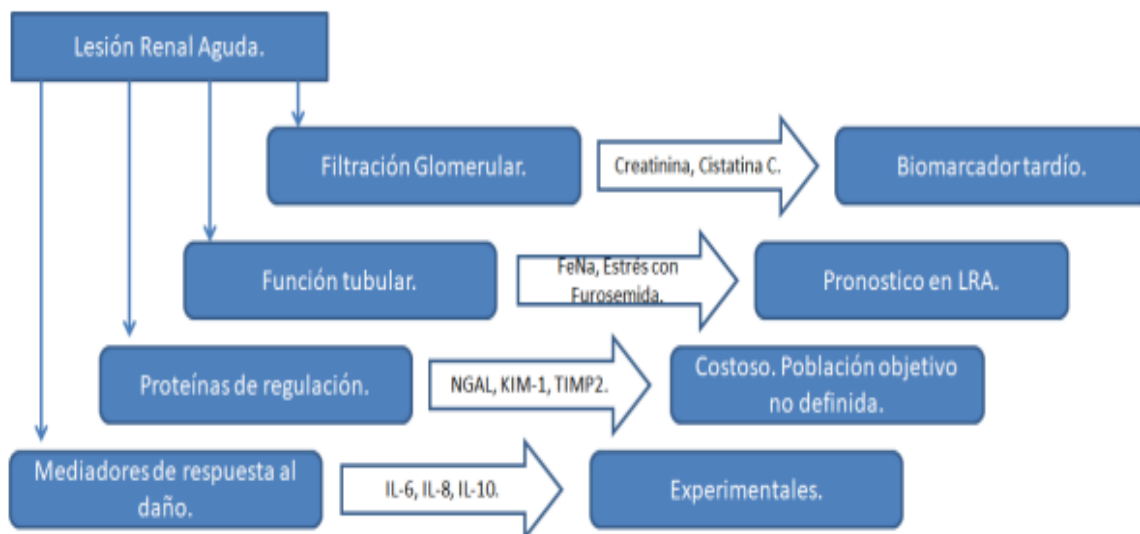 Lesión Renal Aguda.
Filtración Glomerular.
Creatinina, Cistatina C.
Biomarcador tardío.
Función tubular.
FeNa, Estrés con
Furosemida.
Pronostico en LRA.
Proteínas de regulación.
NGAL, KIM-1, TIMP2.
Costoso. Población objetivo
no definida.
Mediadores de respuesta al
daño.
IL-6, IL-8, IL-10.
Experimentales.